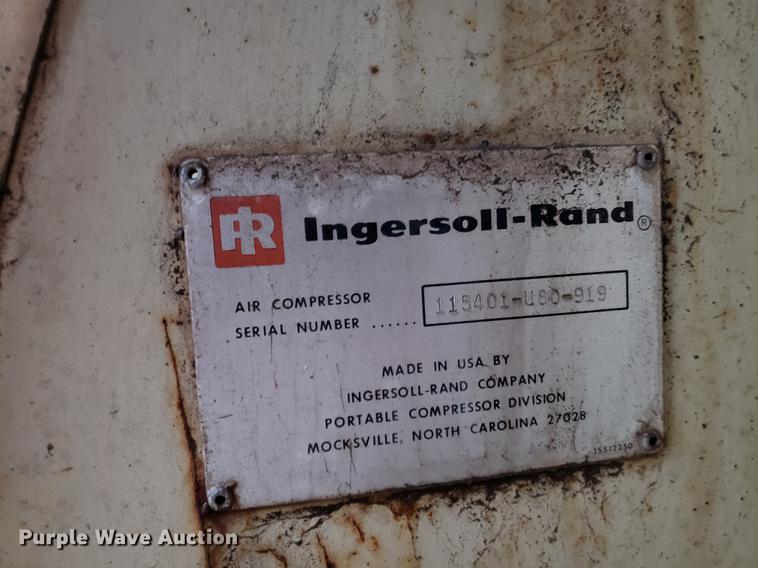 IR Ingersoll-Rand®
AIR COMPRESSOR
SERIAL NUMBER ...... 115401-U80-919
MADE IN USA BY
INGERSOLL-RAND COMPANY
PORTABLE COMPRESSOR DIVISION
MOCKSVILLE, NORTH CAROLINA 27028
35512250
Purple Wave Auction